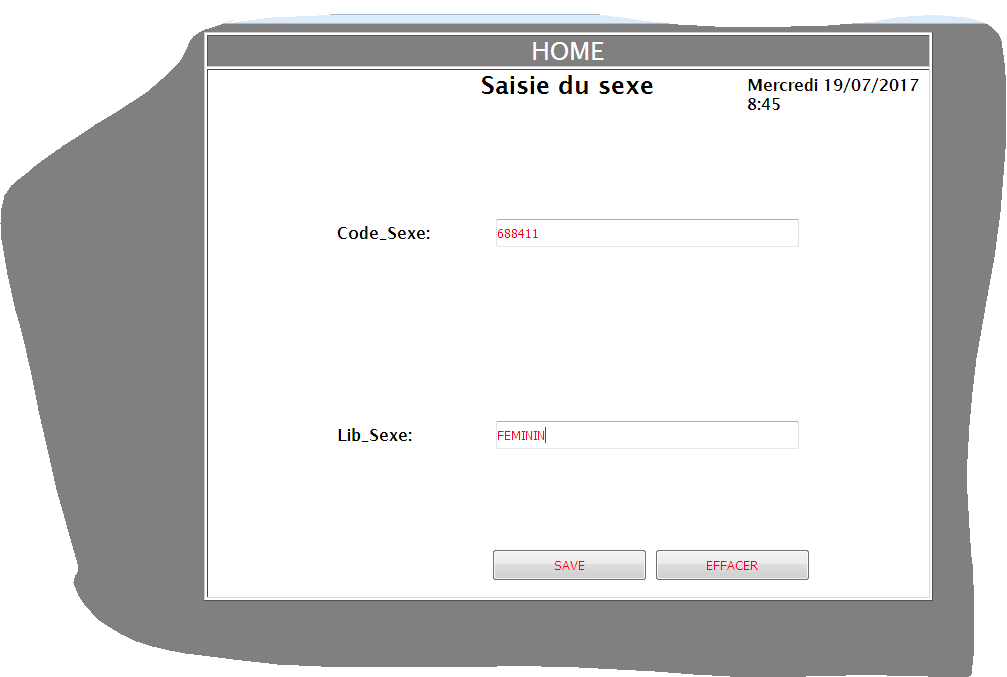 HOME
Saisie du sexe
Mercredi 19/07/2017
8:45
Code_Sexe: 688411
Lib_Sexe: FEMININ
SAVE EFFACER